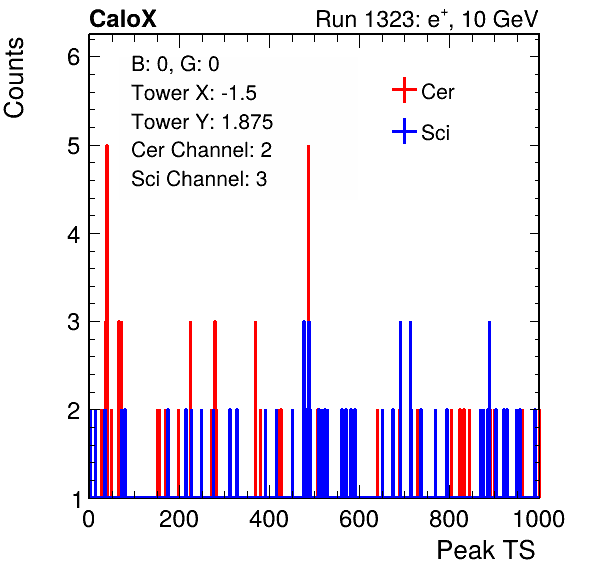 CaloX Run 1323: e⁺, 10 GeV
Counts
B: 0, G: 0
Tower X: -1.5
Tower Y: 1.875
Cer Channel: 2
Sci Channel: 3
Cer
Sci
6
5
4
3
2
1
0 200 400 600 800 1000
Peak TS